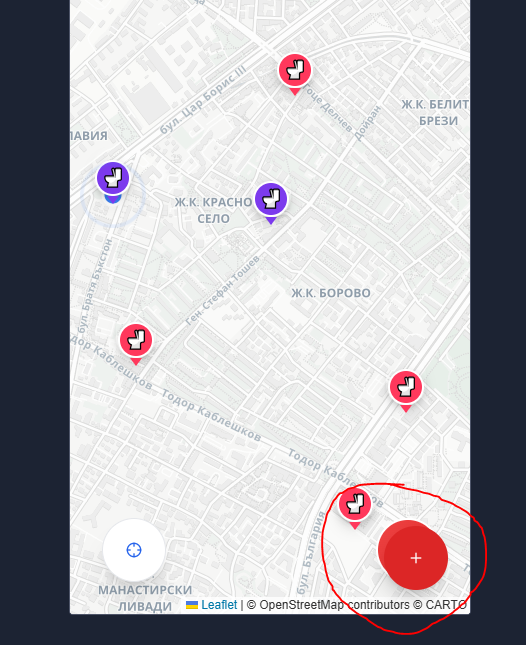 бул. Цар Борис III
Гоце Делчев
Дойран
Ж.К. БЕЛИТ
БРЕЗИ
ЛАВИЯ
Ж.К. КРАСНО
СЕЛО
бул. Братя Бъкстон
Ген. Стефан Тошев
Ж.К. БОРОВО
дор Каблешков
Тодор Каблешков
Тодор Каблешков
бул. България
+
МАНАСТИРСКИ
ЛИВАДИ
Leaflet | © OpenStreetMap contributors © CARTO